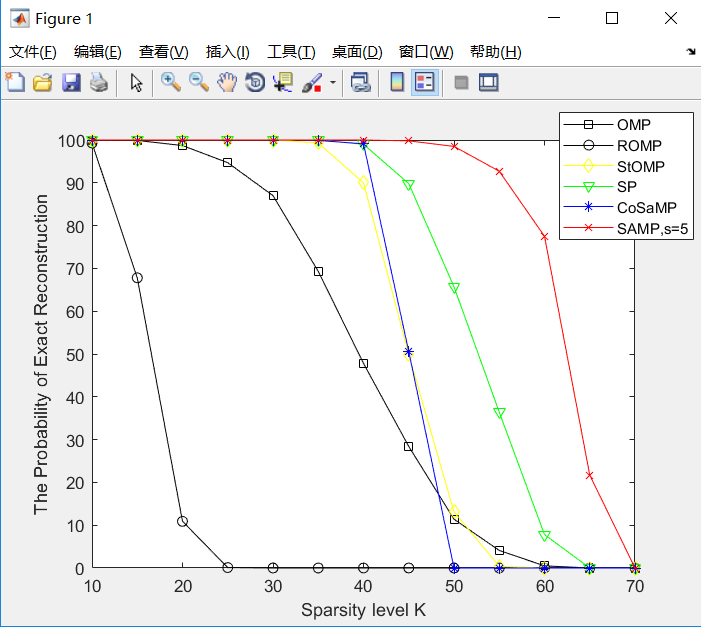 Figure 1
文件(F) 编辑(E) 查看(V) 插入(I) 工具(T) 桌面(D) 窗口(W) 帮助(H)
OMP
ROMP
StOMP
SP
CoSaMP
SAMP,s=5
100
90
80
70
60
50
40
30
20
10
0
The Probability of Exact Reconstruction
10 20 30 40 50 60 70
Sparsity level K